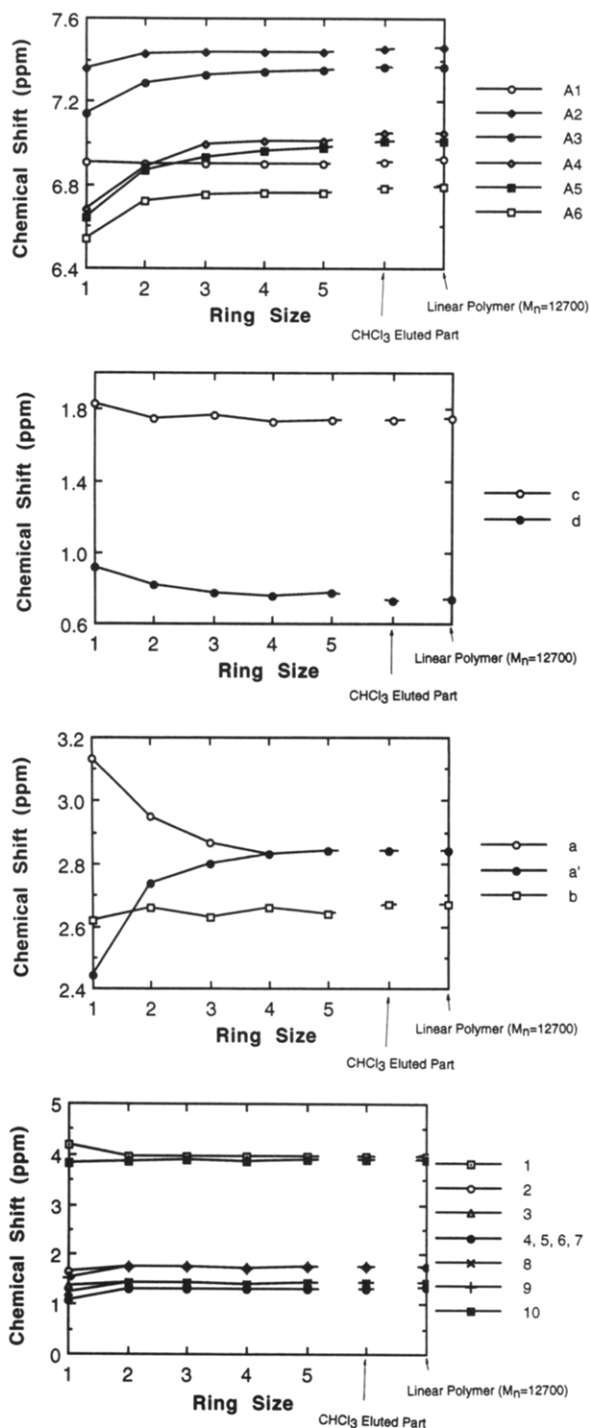 Chemical Shift (ppm)
7.6
7.2
6.8
6.4
1 2 3 4 5
Ring Size
A1
A2
A3
A4
A5
A6
Linear Polymer (Mn=12700)
CHCl3 Eluted Part
Chemical Shift (ppm)
1.8
1.4
1.0
0.6
1 2 3 4 5
Ring Size
c
d
Linear Polymer (Mn=12700)
CHCl3 Eluted Part
Chemical Shift (ppm)
3.2
3.0
2.8
2.6
2.4
1 2 3 4 5
Ring Size
a
a'
b
Linear Polymer (Mn=12700)
CHCl3 Eluted Part
Chemical Shift (ppm)
5
4
3
2
1
0
1 2 3 4 5
Ring Size
1
2
3
4, 5, 6, 7
8
9
10
Linear Polymer (Mn=12700)
CHCl3 Eluted Part